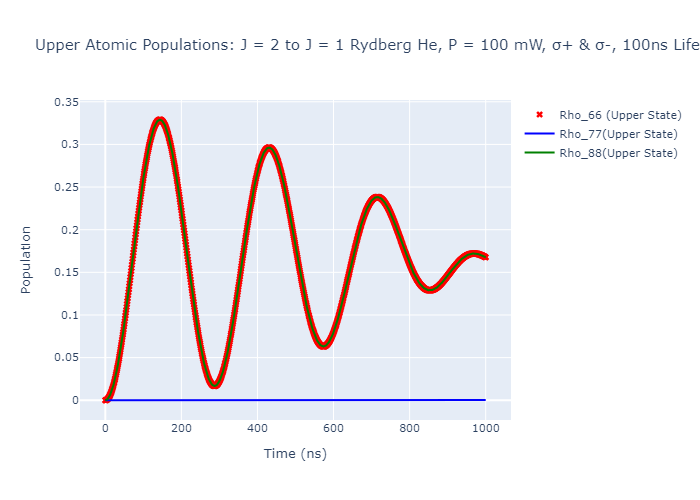 Upper Atomic Populations: J = 2 to J = 1 Rydberg He, P = 100 mW, σ+ & σ-, 100ns Life
0.35
0.3
0.25
0.2
0.15
0.1
0.05
0
Population
0 200 400 600 800 1000
Time (ns)
Rho_66 (Upper State)
Rho_77(Upper State)
Rho_88(Upper State)